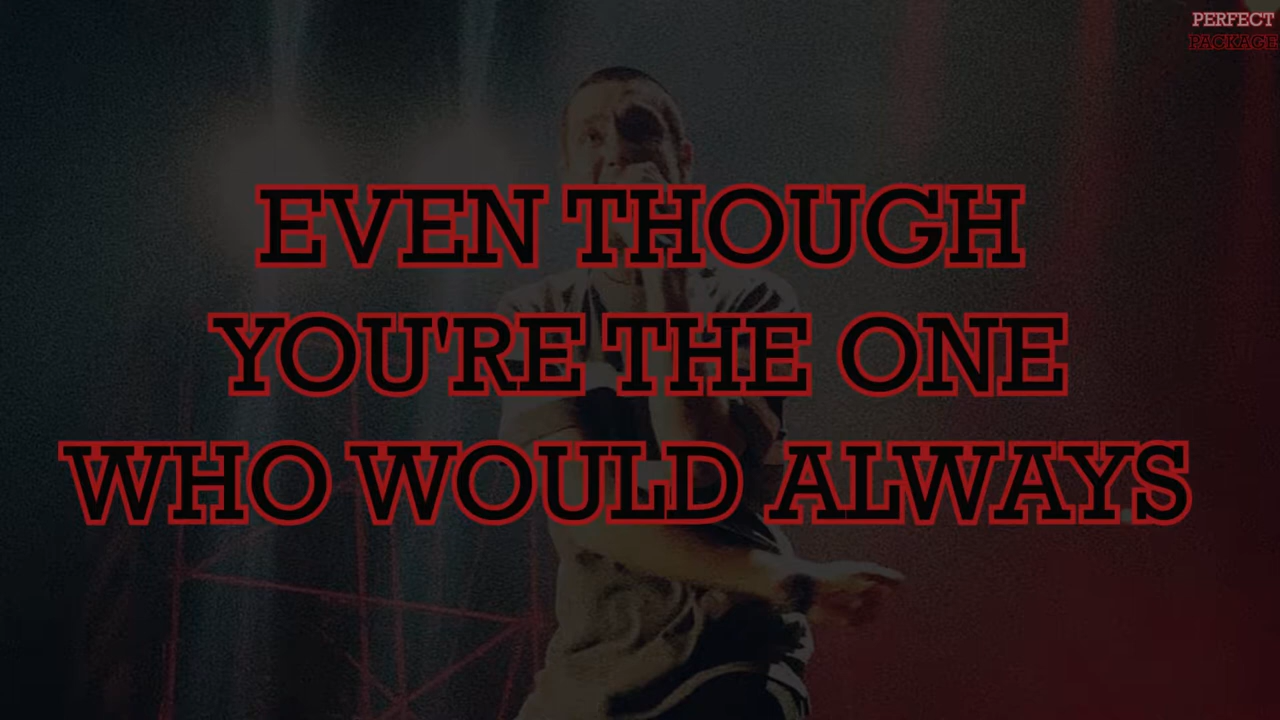 PERFECT
PACKAGE
EVEN THOUGH
YOU'RE THE ONE
WHO WOULD ALWAYS